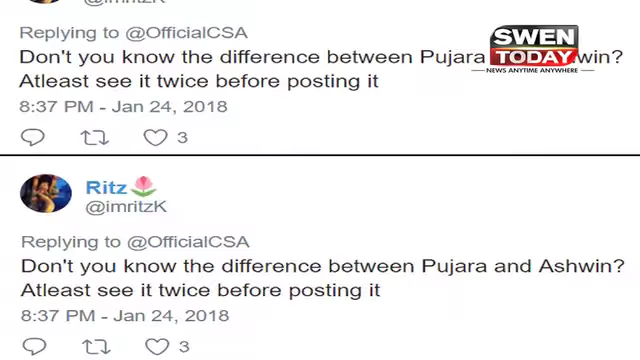 @imritzK
Replying to @OfficialCSA
Don't you know the difference between Pujara win?
Atleast see it twice before posting it
8:37 PM - Jan 24, 2018
3
SWEN
TODAY
NEWS ANYTIME ANYWHERE
Ritz
@imritzK
Replying to @OfficialCSA
Don't you know the difference between Pujara and Ashwin?
Atleast see it twice before posting it
8:37 PM - Jan 24, 2018
3